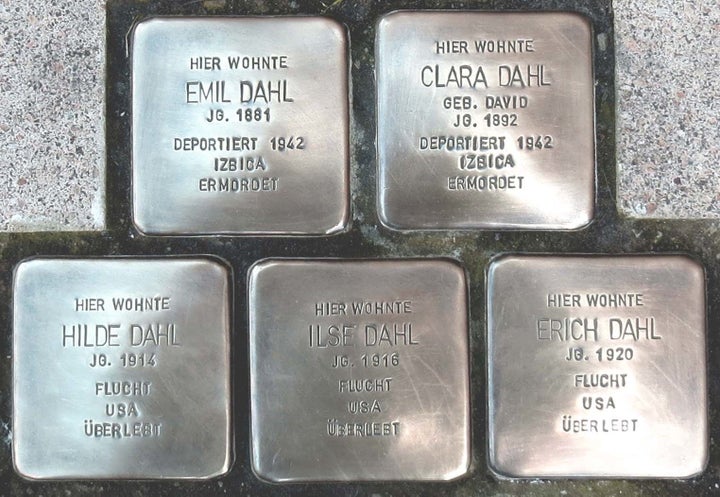 HIER WOHNTE
EMIL DAHL
JG. 1881
DEPORTIERT 1942
IZBICA
ERMORDET
HIER WOHNTE
CLARA DAHL
GEB. DAVID
JG. 1892
DEPORTIERT 1942
IZBICA
ERMORDET
HIER WOHNTE
HILDE DAHL
JG. 1914
FLUCHT
USA
ÜBERLEBT
HIER WOHNTE
ILSE DAHL
JG. 1916
FLUCHT
USA
ÜBERLEBT
HIER WOHNTE
ERICH DAHL
JG. 1920
FLUCHT
USA
ÜBERLEBT